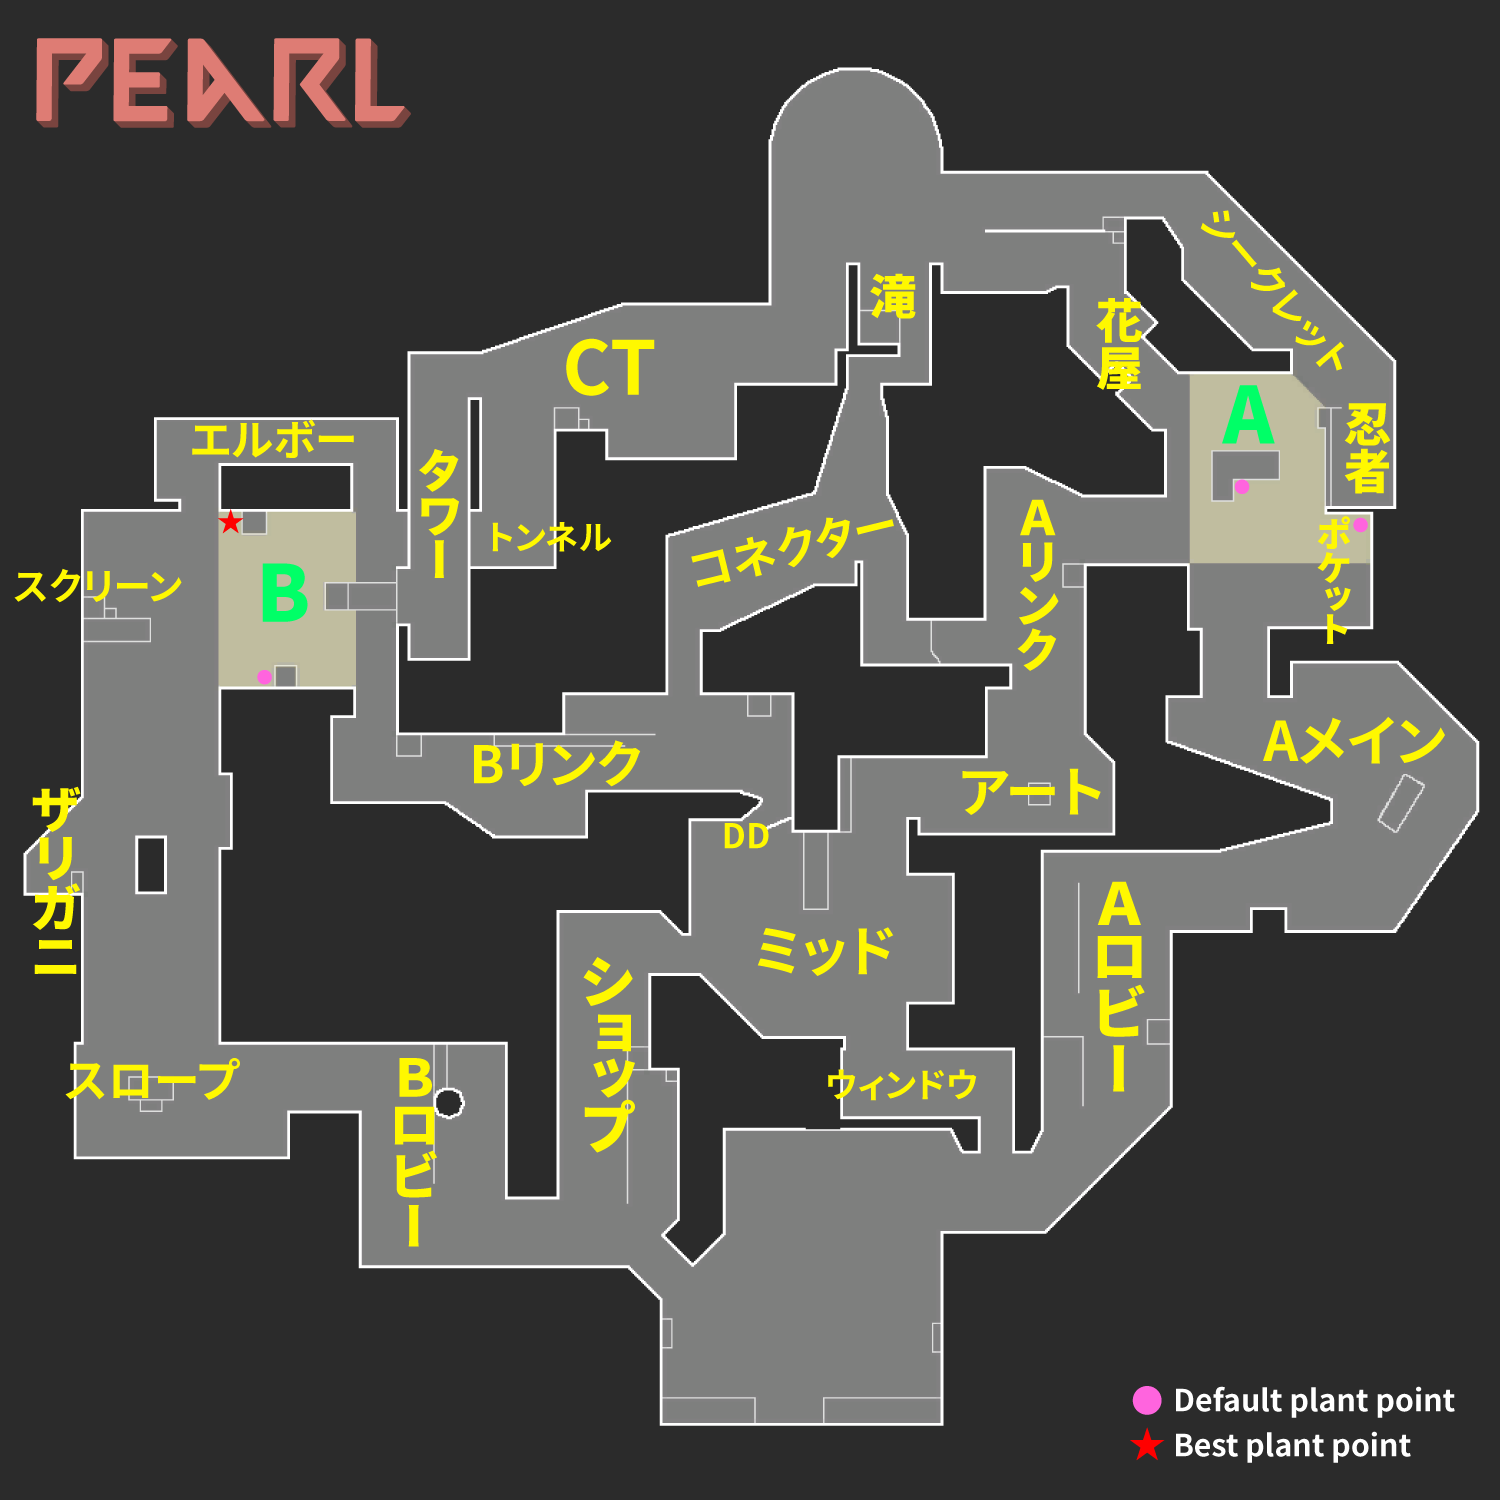 PEARL
シークレット
滝
花屋
CT
A
忍者
エルボー
タワー
トンネル
コネクター
Aリンク
ポケット
スクリーン
B
Aメイン
Bリンク
アート
ザリガニ
DD
ミッド
Aロビー
ショップ
スロープ
Bロビー
ウィンドウ
Default plant point
Best plant point